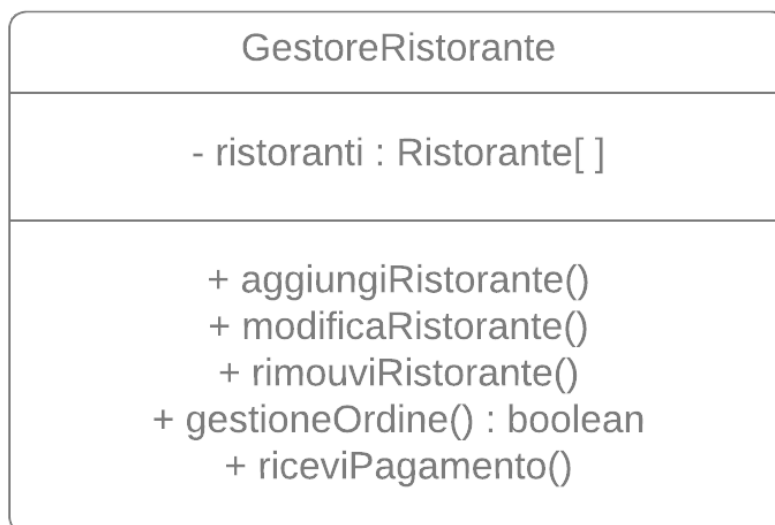 GestoreRistorante
- ristoranti : Ristorante[ ]
+ aggiungiRistorante()
+ modificaRistorante()
+ rimouviRistorante()
+ gestioneOrdine() : boolean
+ riceviPagamento()